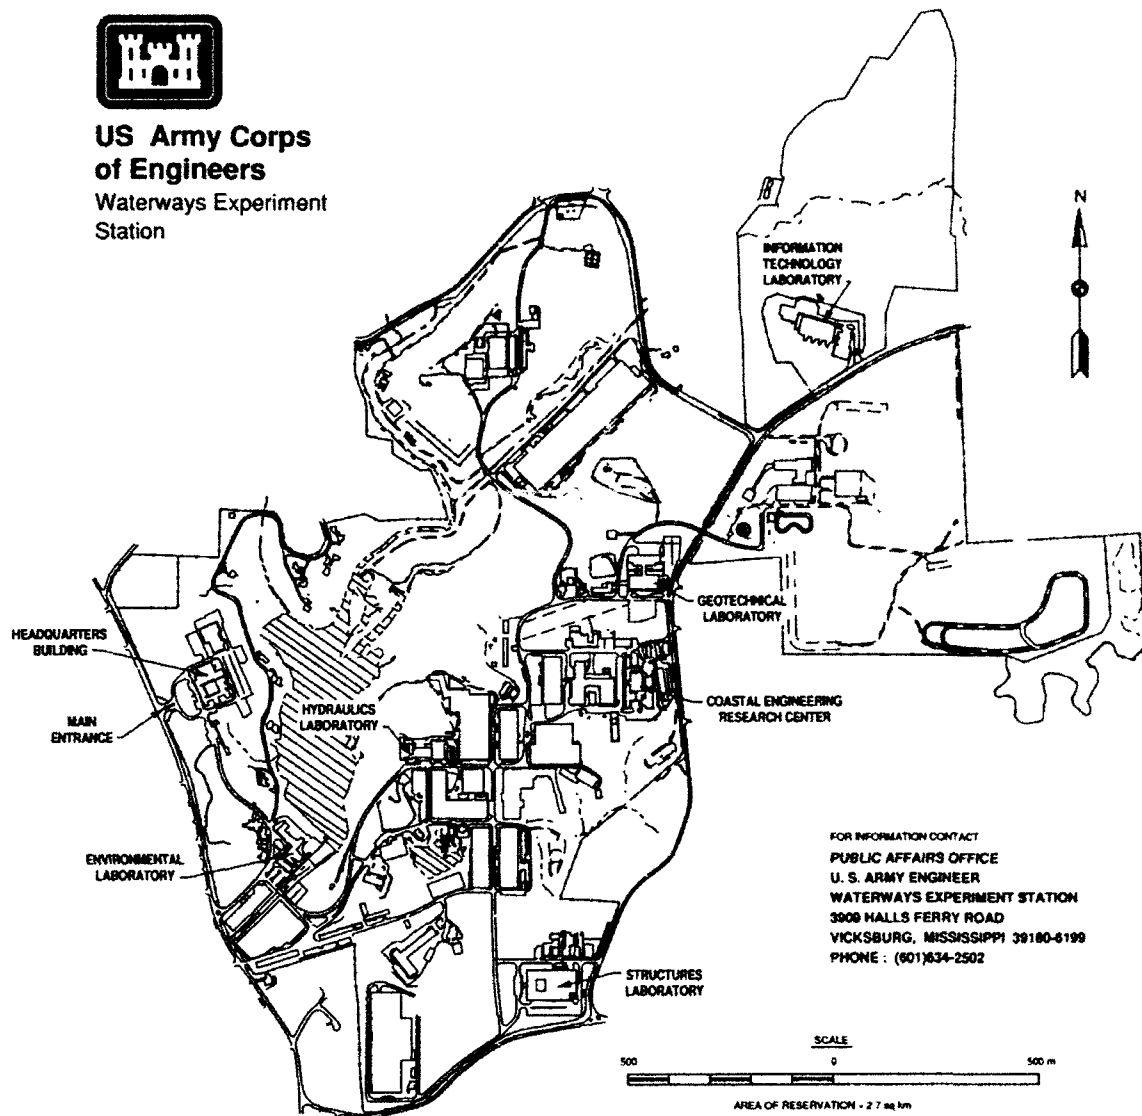 US Army Corps
of Engineers
Waterways Experiment
Station
N
INFORMATION
TECHNOLOGY
LABORATORY
GEOTECHNICAL
LABORATORY
HEADQUARTERS
BUILDING
HYDRAULICS
LABORATORY
COASTAL ENGINEERING
RESEARCH CENTER
MAIN
ENTRANCE
ENVIRONMENTAL
LABORATORY
STRUCTURES
LABORATORY
FOR INFORMATION CONTACT
PUBLIC AFFAIRS OFFICE
U. S. ARMY ENGINEER
WATERWAYS EXPERIMENT STATION
3909 HALLS FERRY ROAD
VICKSBURG, MISSISSIPPI 39180-6199
PHONE : (601)634-2502
SCALE
500 0 500 m
AREA OF RESERVATION - 2.7 sq km